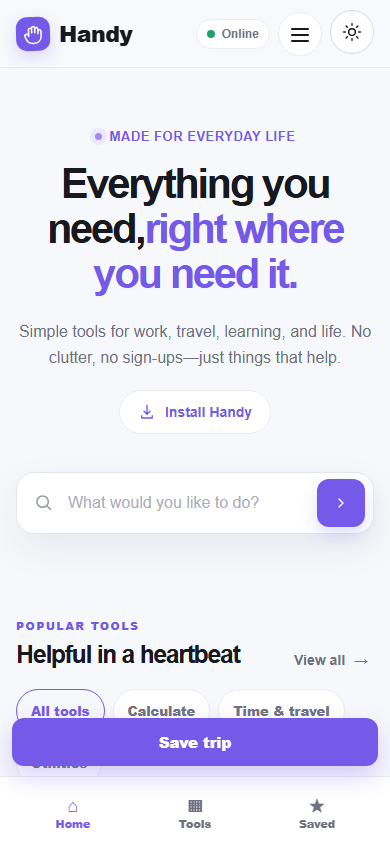 Handy
Online
MADE FOR EVERYDAY LIFE
Everything you
need,right where
you need it.
Simple tools for work, travel, learning, and life. No
clutter, no sign-ups—just things that help.
Install Handy
What would you like to do?
POPULAR TOOLS
Helpful in a heartbeat
View all →
All tools
Calculate
Time & travel
Save trip
Utilities
Home
Tools
Saved